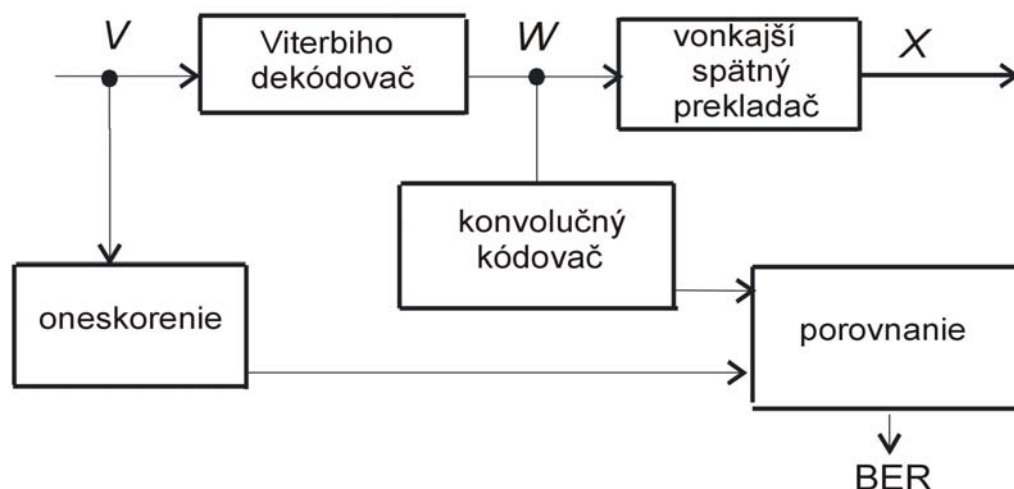 V
Viterbiho
dekódovač
W
vonkajší
spätný
prekladač
X
konvolučný
kódovač
oneskorenie
porovnanie
BER